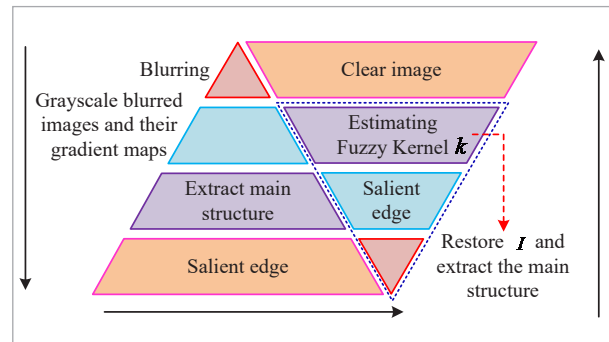 Blurring
Clear image
Grayscale blurred
images and their
gradient maps
Estimating
Fuzzy Kernel k
Extract main
structure
Salient
edge
Salient edge
Restore I and
extract the main
structure